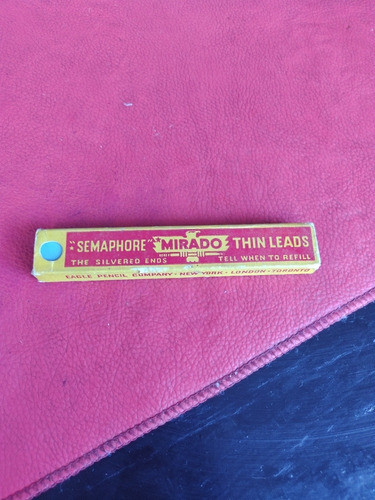 "SEMAPHORE" "MIRADO" THIN LEADS
THE SILVERED ENDS TELL WHEN TO REFILL
EAGLE PENCIL COMPANY · NEW YORK · LONDON · TORONTO